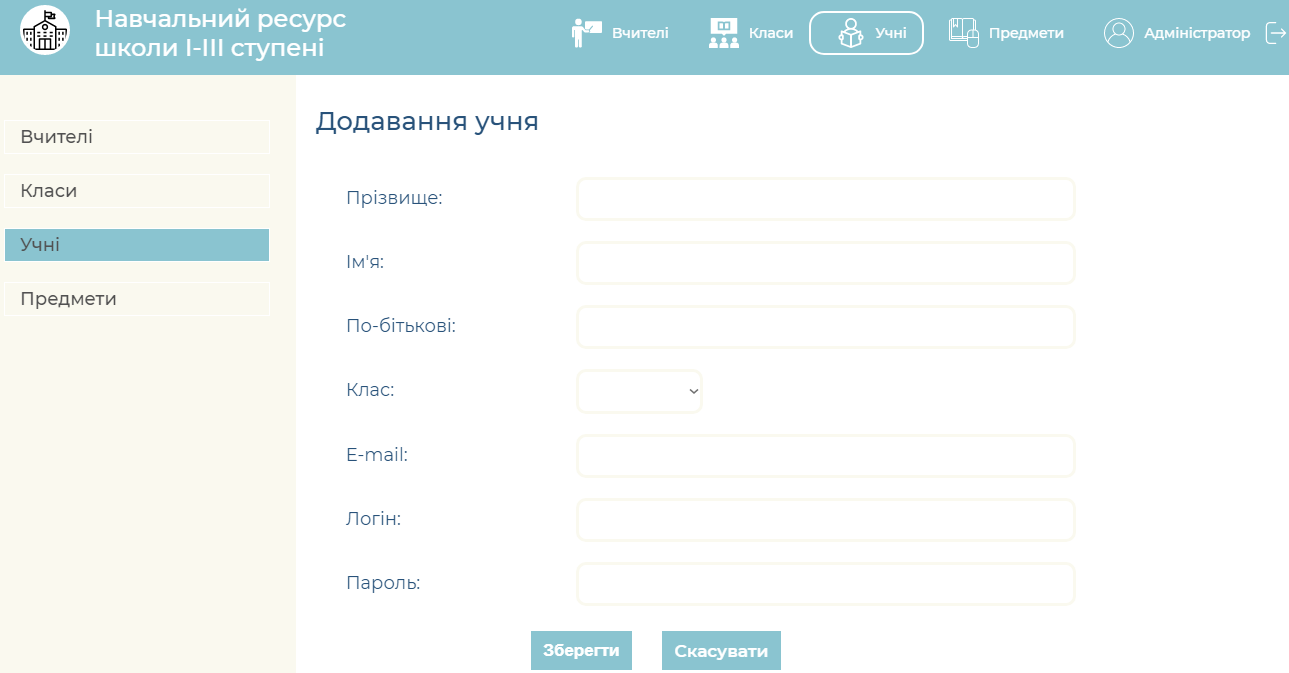 Навчальний ресурс
школи І-ІІІ ступені
Вчителі
Класи
Учні
Предмети
Адміністратор
Вчителі
Класи
Учні
Предмети
Додавання учня
Прізвище:
Ім'я:
По-бітькові:
Клас:
E-mail:
Логін:
Пароль:
Зберегти
Скасувати